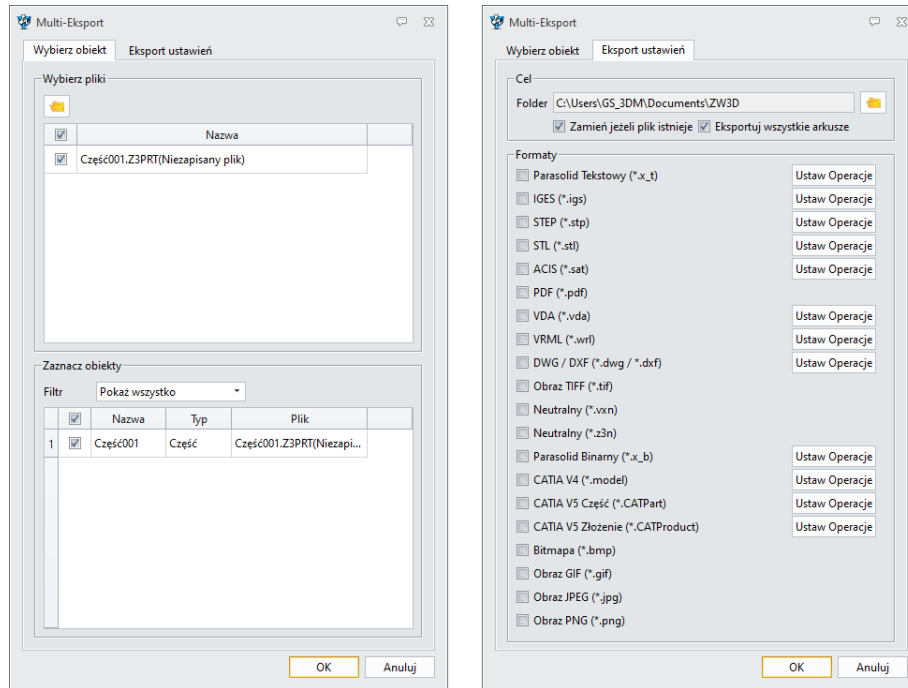 Multi-Eksport
Wybierz obiekt Eksport ustawień
Wybierz pliki
Nazwa
Część001.Z3PRT(Niezapisany plik)
Zaznacz obiekty
Filtr Pokaż wszystko
Nazwa Typ Plik
1 Część001 Część Część001.Z3PRT(Niezapi...
OK Anuluj
Multi-Eksport
Wybierz obiekt Eksport ustawień
Cel
Folder C:\Users\GS_3DM\Documents\ZW3D
Zamień jeżeli plik istnieje Eksportuj wszystkie arkusze
Formaty
Parasolid Tekstowy (*.x_t) Ustaw Operacje
IGES (*.igs) Ustaw Operacje
STEP (*.stp) Ustaw Operacje
STL (*.stl) Ustaw Operacje
ACIS (*.sat) Ustaw Operacje
PDF (*.pdf)
VDA (*.vda) Ustaw Operacje
VRML (*.wrl) Ustaw Operacje
DWG / DXF (*.dwg / *.dxf) Ustaw Operacje
Obraz TIFF (*.tif)
Neutralny (*.vxn)
Neutralny (*.z3n)
Parasolid Binarny (*.x_b) Ustaw Operacje
CATIA V4 (*.model) Ustaw Operacje
CATIA V5 Część (*.CATPart) Ustaw Operacje
CATIA V5 Złożenie (*.CATProduct) Ustaw Operacje
Bitmapa (*.bmp)
Obraz GIF (*.gif)
Obraz JPEG (*.jpg)
Obraz PNG (*.png)
OK Anuluj